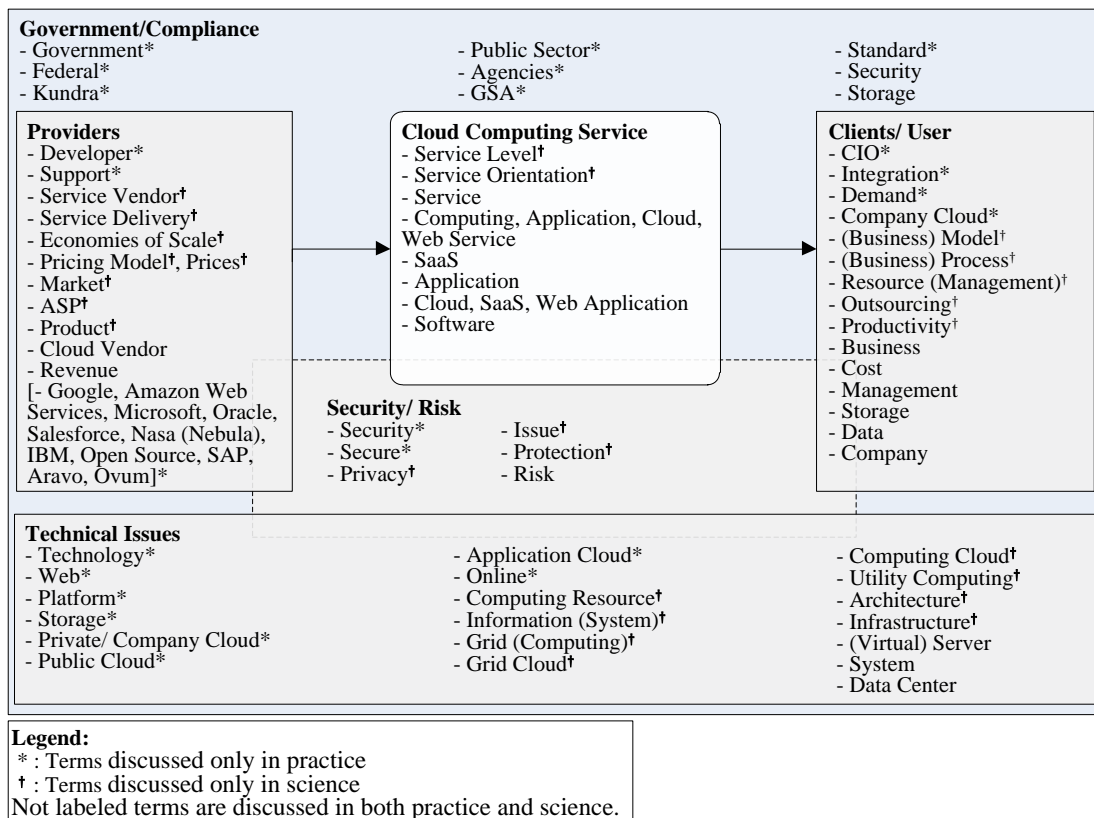 Government/Compliance
- Government*
- Federal*
- Kundra*
- Public Sector*
- Agencies*
- GSA*
- Standard*
- Security
- Storage
Providers
- Developer*
- Support*
- Service Vendor†
- Service Delivery†
- Economies of Scale†
- Pricing Model†, Prices†
- Market†
- ASP†
- Product†
- Cloud Vendor
- Revenue
[- Google, Amazon Web
Services, Microsoft, Oracle,
Salesforce, Nasa (Nebula),
IBM, Open Source, SAP,
Aravo, Ovum]*
Cloud Computing Service
- Service Level†
- Service Orientation†
- Service
- Computing, Application, Cloud,
Web Service
- SaaS
- Application
- Cloud, SaaS, Web Application
- Software
Clients/ User
- CIO*
- Integration*
- Demand*
- Company Cloud*
- (Business) Model†
- (Business) Process†
- Resource (Management)†
- Outsourcing†
- Productivity†
- Business
- Cost
- Management
- Storage
- Data
- Company
Security/ Risk
- Security*
- Secure*
- Privacy†
- Issue†
- Protection†
- Risk
Technical Issues
- Technology*
- Web*
- Platform*
- Storage*
- Private/ Company Cloud*
- Public Cloud*
- Application Cloud*
- Online*
- Computing Resource†
- Information (System)†
- Grid (Computing)†
- Grid Cloud†
- Computing Cloud†
- Utility Computing†
- Architecture†
- Infrastructure†
- (Virtual) Server
- System
- Data Center
Legend:
* : Terms discussed only in practice
† : Terms discussed only in science
Not labeled terms are discussed in both practice and science.